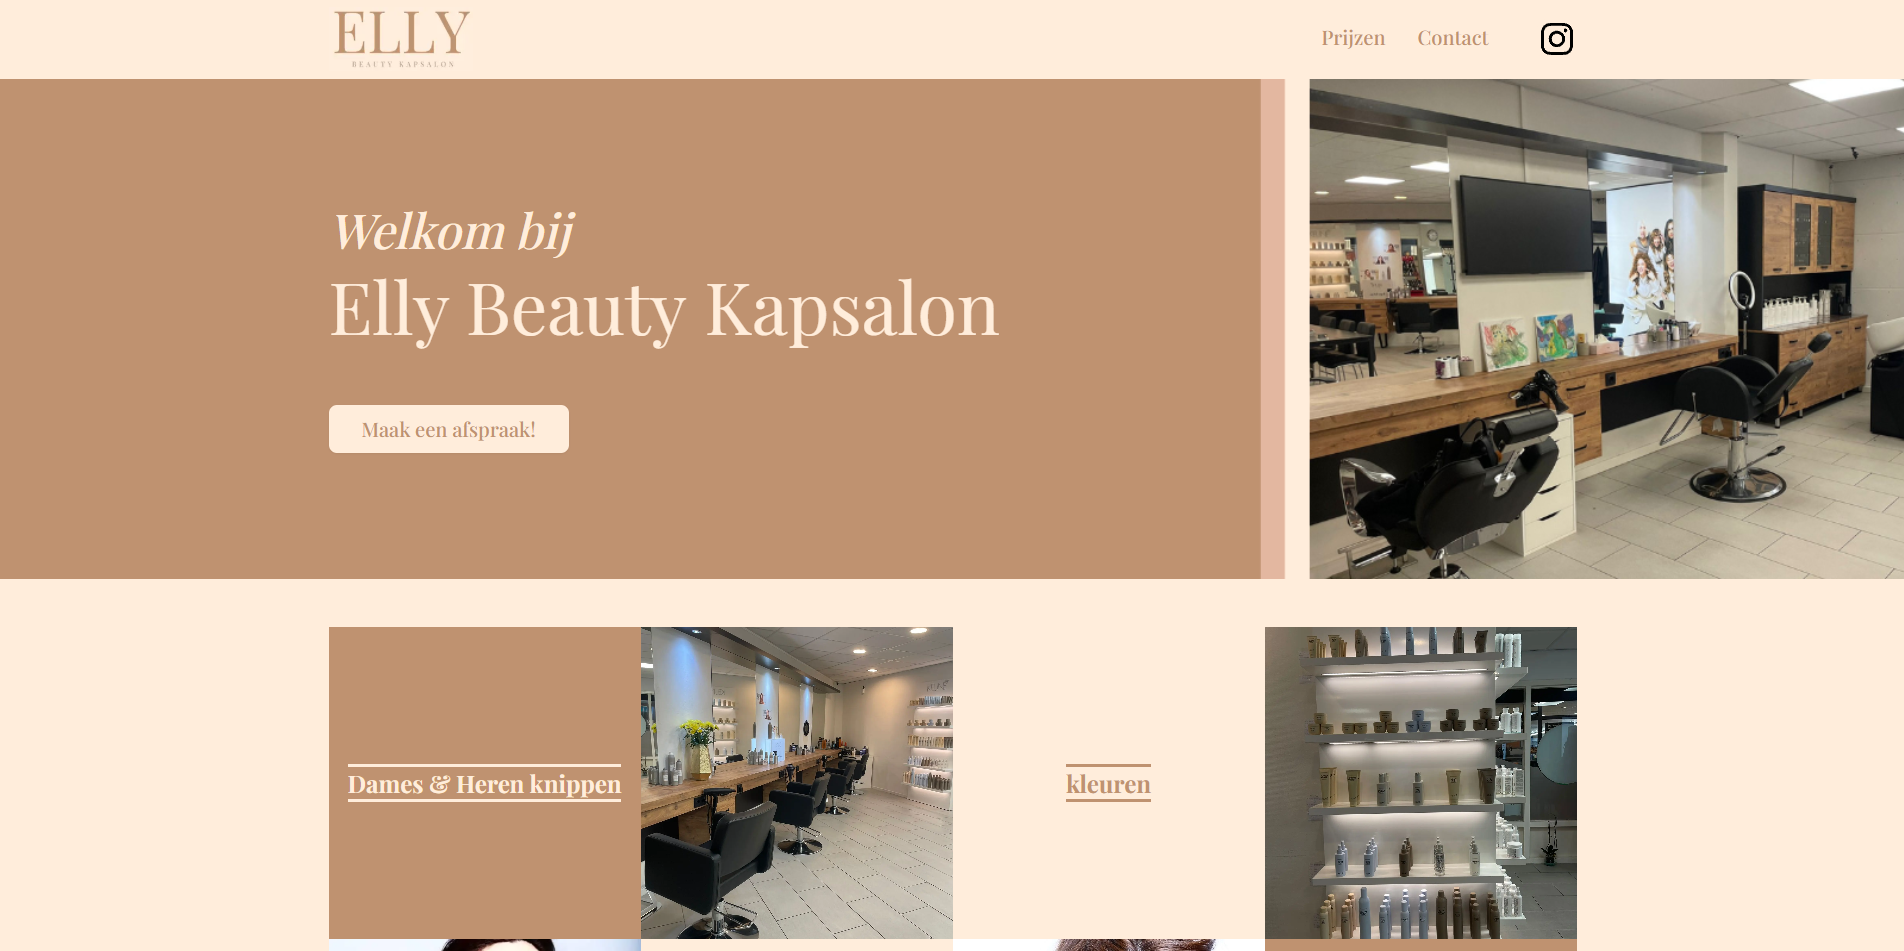 ELLY
BEAUTY KAPSALON
Prijzen
Contact
Welkom bij
Elly Beauty Kapsalon
Maak een afspraak!
Dames & Heren knippen
kleuren